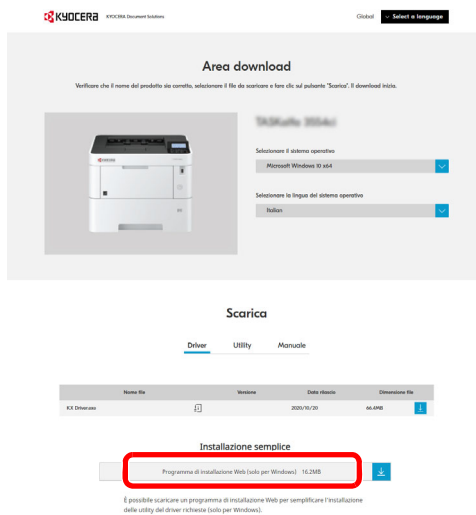 KYOCERA KYOCERA Document Solutions
Global Select a language
Area download
Verificare che il nome del prodotto sia corretto, selezionare il file da scaricare e fare clic sul pulsante "Scarica". Il download inizia.
Selezionare il sistema operativo
Microsoft Windows 10 x64
Selezionare la lingua del sistema operativo
Italian
Scarica
Driver Utility Manuale
Nome file Versione Data rilascio Dimensione file
KX Driver.exe 2020/10/20 66.6MB
Installazione semplice
Programma di installazione Web (solo per Windows) 16.2MB
È possibile scaricare un programma di installazione Web per semplificare l'installazione
delle utility del driver richieste (solo per Windows).